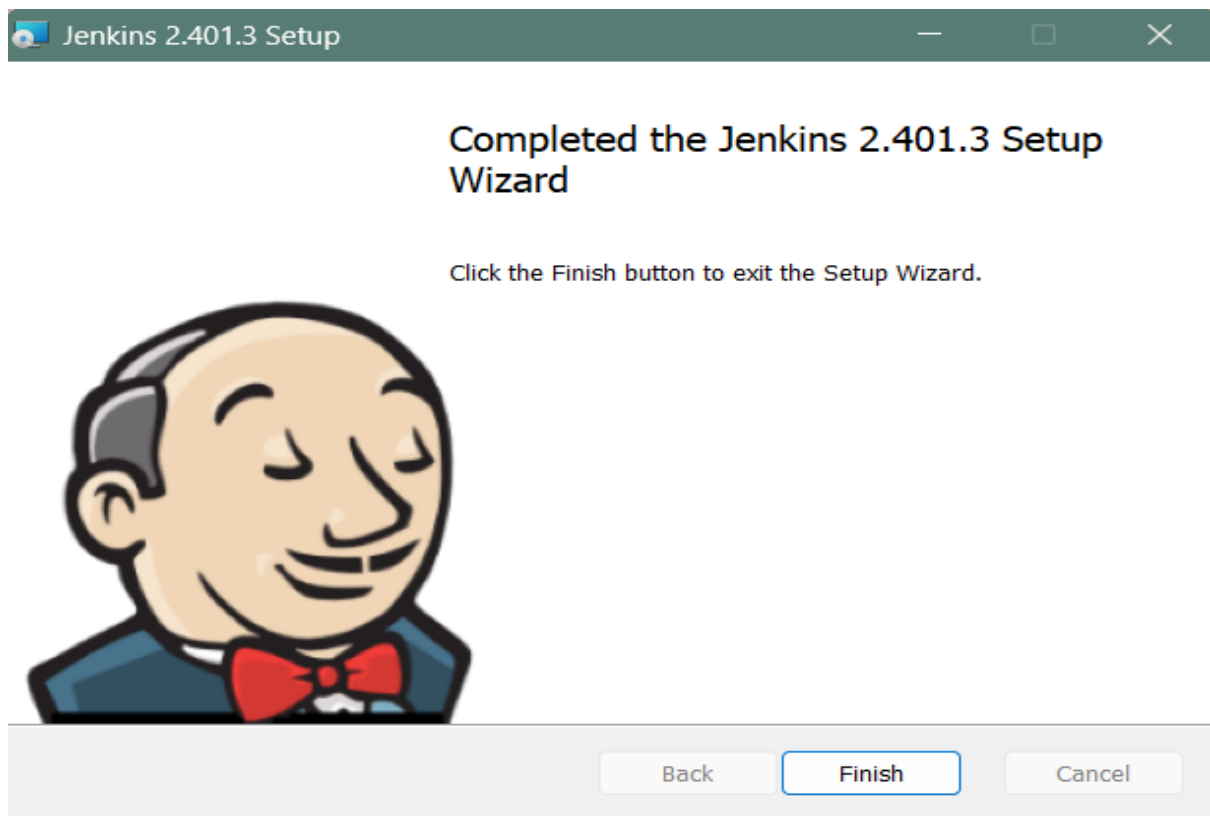 Jenkins 2.401.3 Setup
Completed the Jenkins 2.401.3 Setup
Wizard
Click the Finish button to exit the Setup Wizard.
Back
Finish
Cancel